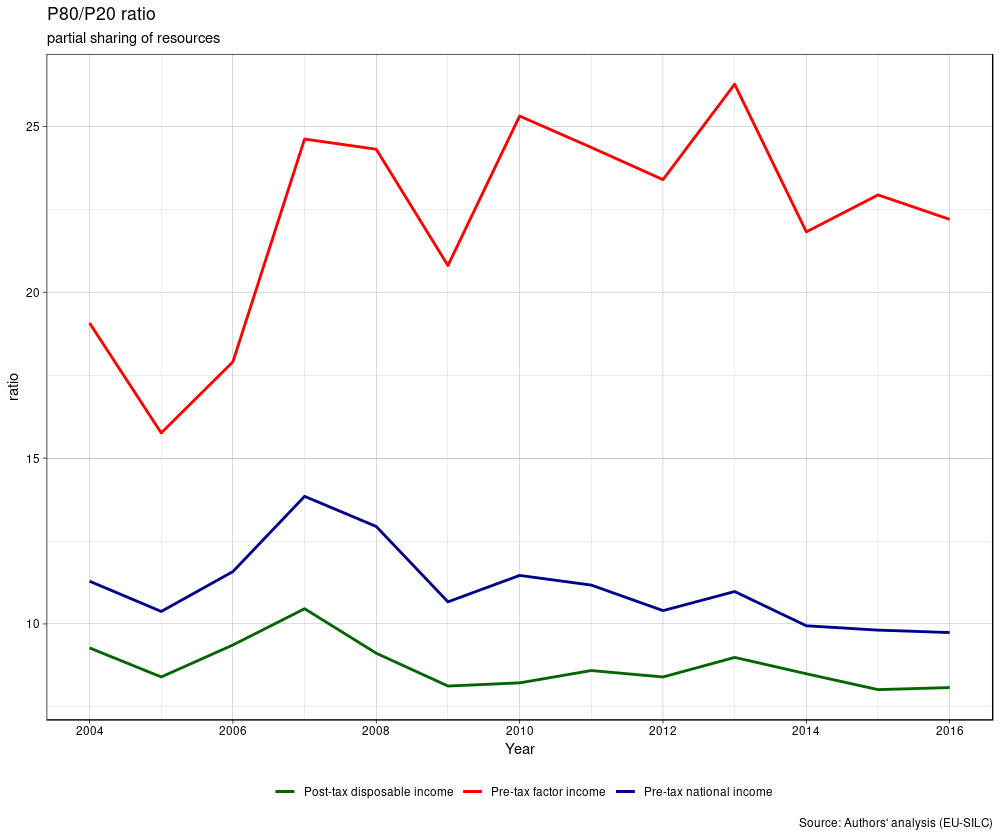 P80/P20 ratio
partial sharing of resources
25
20
15
10
ratio
2004 2006 2008 2010 2012 2014 2016
Year
Post-tax disposable income Pre-tax factor income Pre-tax national income
Source: Authors' analysis (EU-SILC)